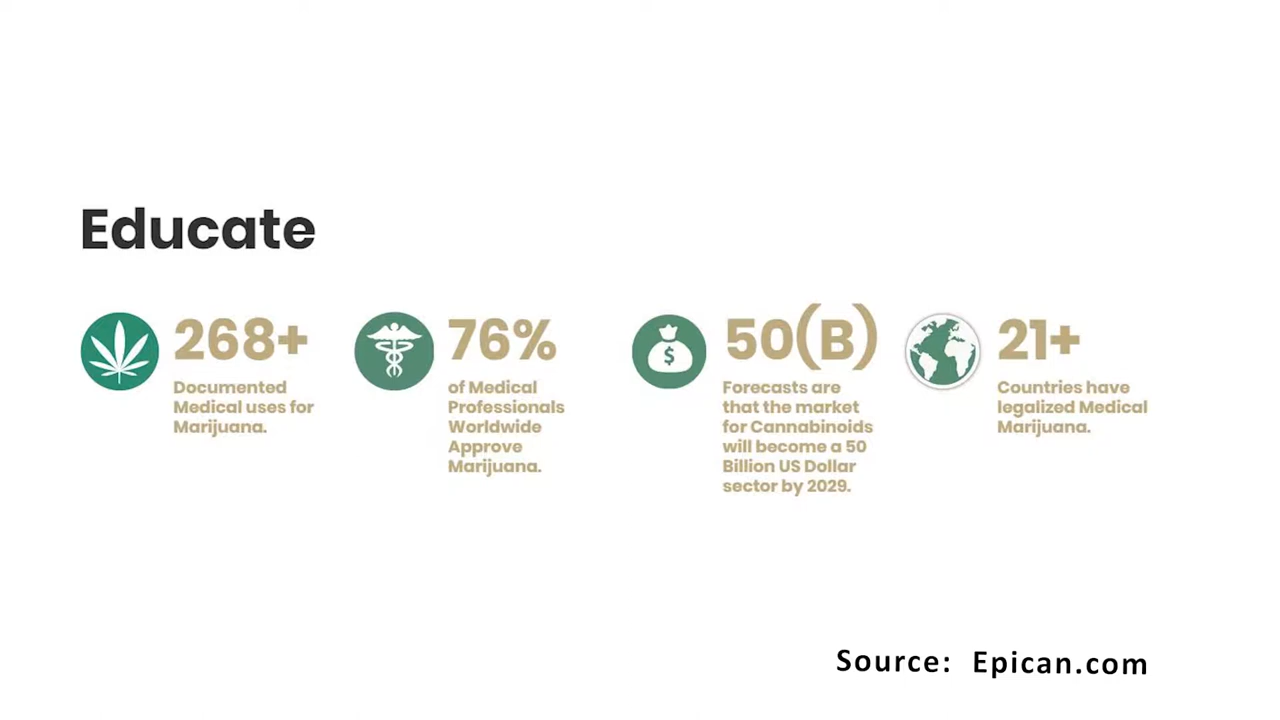 Educate
268+
Documented
Medical uses for
Marijuana.
76%
of Medical
Professionals
Worldwide
Approve
Marijuana.
50(B)
Forecasts are
that the market
for Cannabinoids
will become a 50
Billion US Dollar
sector by 2029.
21+
Countries have
legalized Medical
Marijuana.
Source: Epican.com